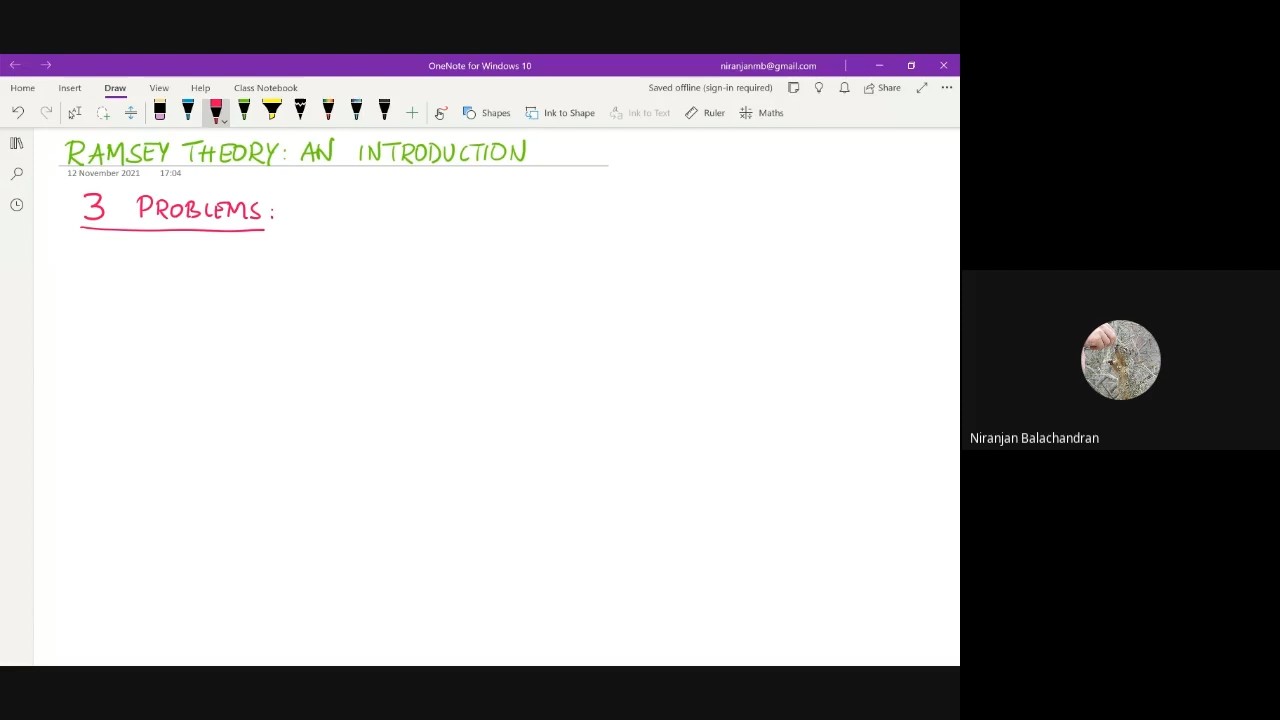 OneNote for Windows 10
niranjanmb@gmail.com
Home Insert Draw View Help Class Notebook
Saved offline (sign-in required)
Share
Shapes Ink to Shape Ink to Text Ruler Maths
RAMSEY THEORY: AN INTRODUCTION
12 November 2021 17:04
3 PROBLEMS:
Niranjan Balachandran